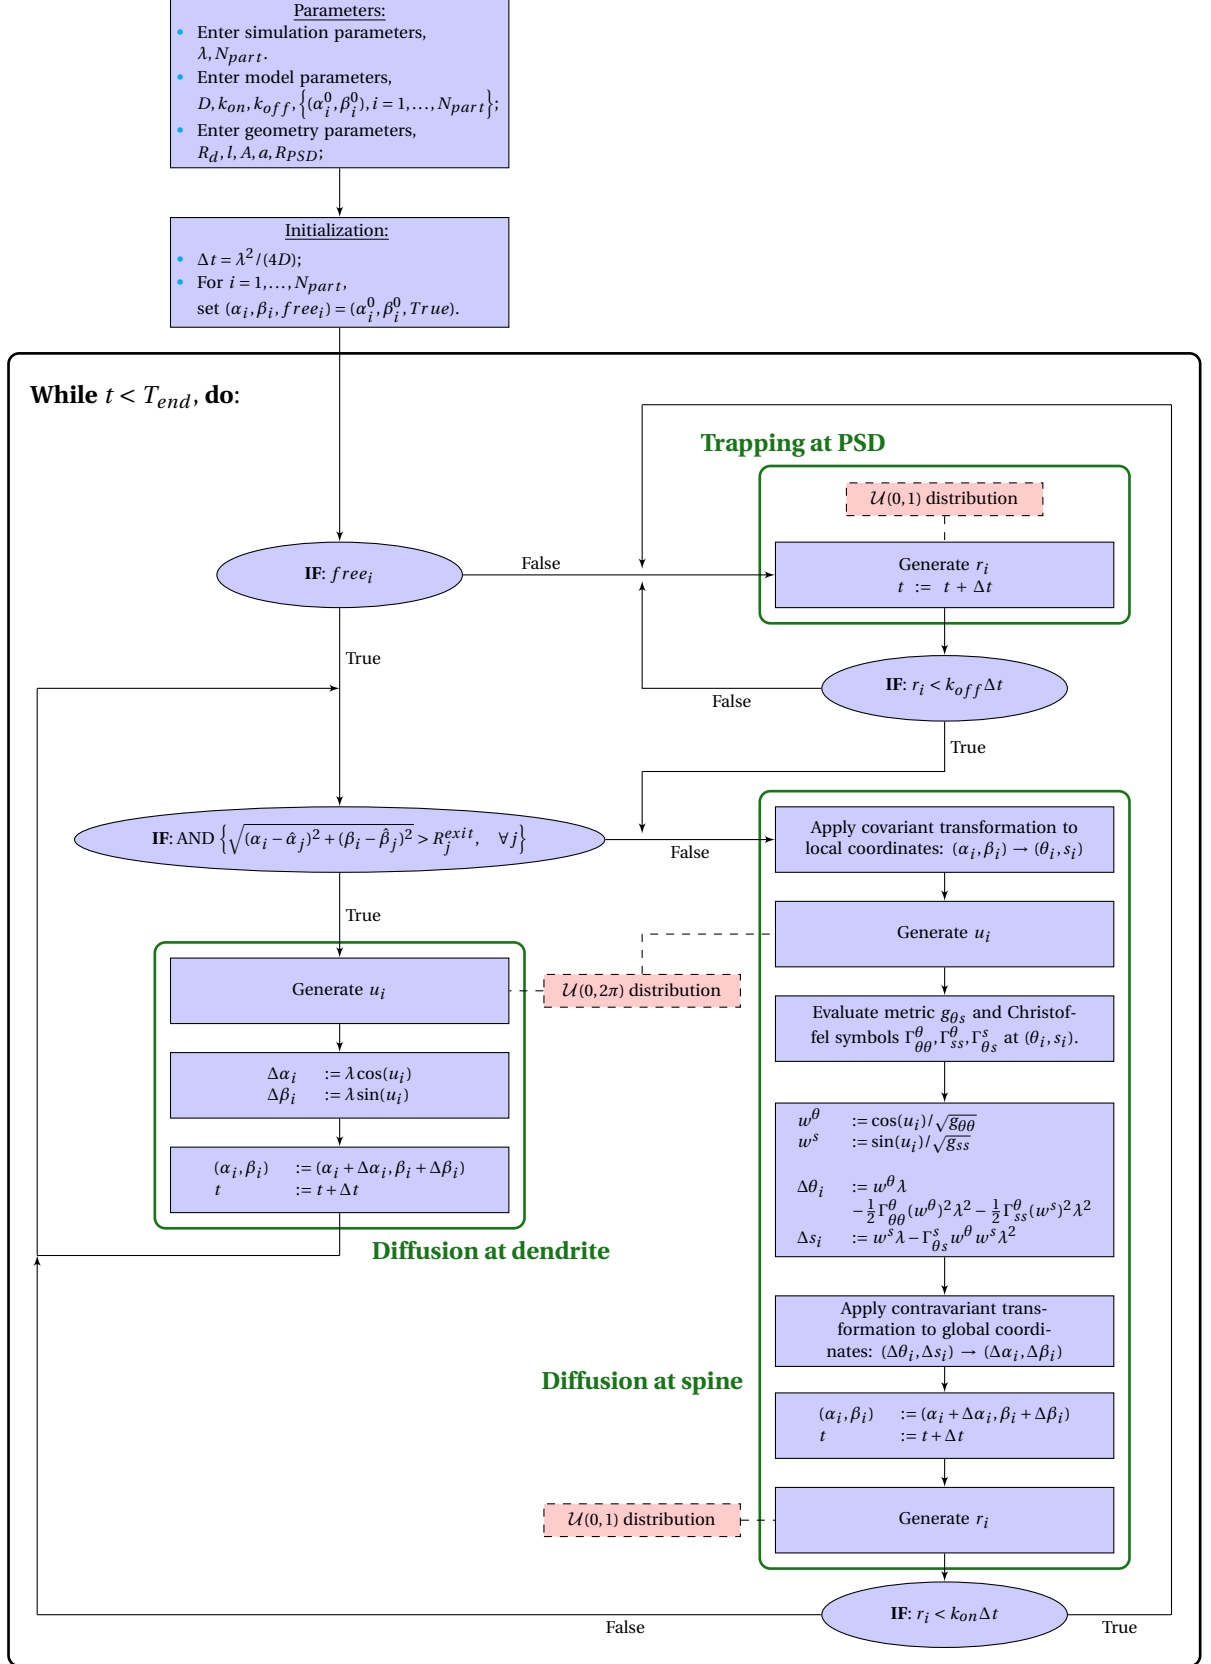 Parameters:
• Enter simulation parameters,
λ, N_part.
• Enter model parameters,
D, k_on, k_off, {(α_i^0, β_i^0), i = 1,…, N_part};
• Enter geometry parameters,
R_d, l, A, a, R_PSD;
Initialization:
• Δt = λ²/(4D);
• For i = 1,…, N_part,
set (α_i, β_i, free_i) = (α_i^0, β_i^0, True).
While t < T_end, do:
Trapping at PSD
U(0,1) distribution
IF: free_i
False
Generate r_i
t := t + Δt
True
IF: r_i < k_off Δt
False
True
IF: AND {√((α_i − α̂_j)² + (β_i − β̂_j)²) > R_j^exit, ∀j}
False
Apply covariant transformation to
local coordinates: (α_i, β_i) → (θ_i, s_i)
True
Generate u_i
Generate u_i
U(0,2π) distribution
Evaluate metric g_θs and Christof-
fel symbols Γ^θ_θθ, Γ^θ_ss, Γ^s_θs at (θ_i, s_i).
Δα_i := λ cos(u_i)
Δβ_i := λ sin(u_i)
w^θ := cos(u_i)/√g_θθ
w^s := sin(u_i)/√g_ss
Δθ_i := w^θ λ
−½Γ^θ_θθ(w^θ)²λ² − ½Γ^θ_ss(w^s)²λ²
Δs_i := w^s λ − Γ^s_θs w^θ w^s λ²
(α_i, β_i) := (α_i + Δα_i, β_i + Δβ_i)
t := t + Δt
Diffusion at dendrite
Apply contravariant trans-
formation to global coordi-
nates: (Δθ_i, Δs_i) → (Δα_i, Δβ_i)
Diffusion at spine
(α_i, β_i) := (α_i + Δα_i, β_i + Δβ_i)
t := t + Δt
U(0,1) distribution
Generate r_i
IF: r_i < k_on Δt
False
True